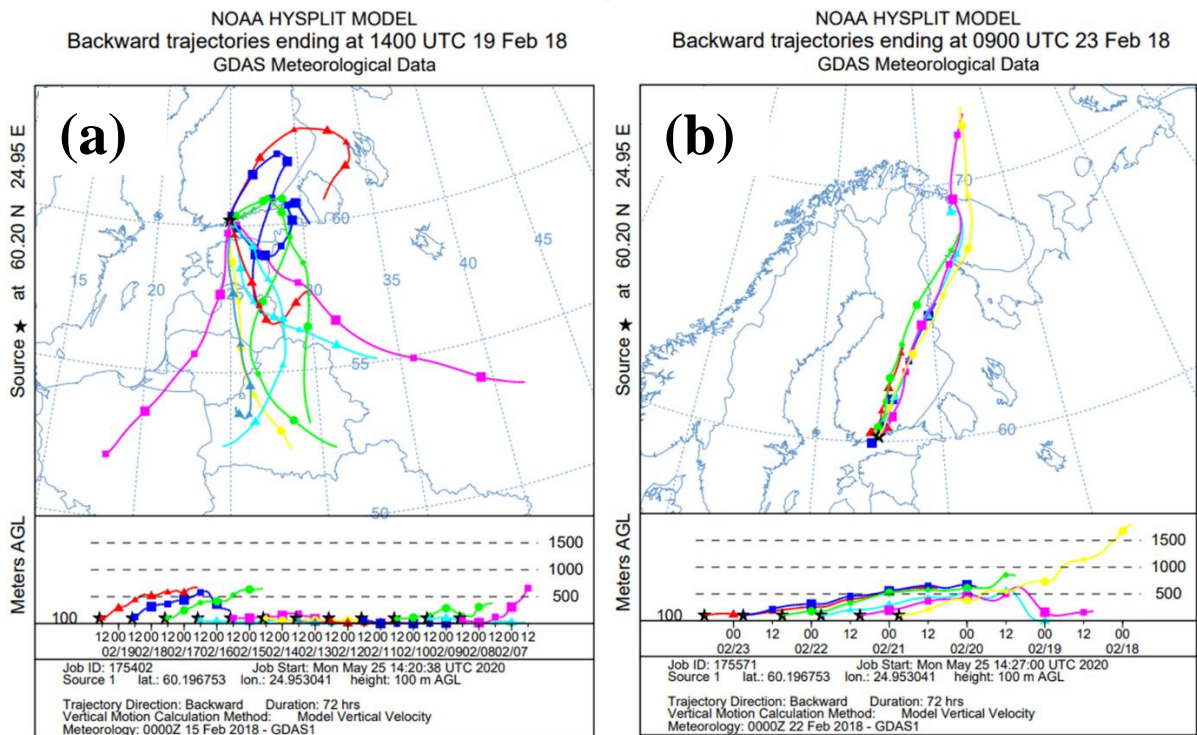 NOAA HYSPLIT MODEL
Backward trajectories ending at 1400 UTC 19 Feb 18
GDAS Meteorological Data
(a)
Source ★ at 60.20 N 24.95 E
15
20
25
30
35
40
45
60
55
50
Meters AGL
1500
1000
500
100
12 00 12 00 12 00 12 00 12 00 12 00 12 00 12 00 12 00 12 00 12 00 12 00 12 00 12
02/19 02/18 02/17 02/16 02/15 02/14 02/13 02/12 02/11 02/10 02/09 02/08 02/07
Job ID: 175402 Job Start: Mon May 25 14:20:38 UTC 2020
Source 1 lat.: 60.196753 lon.: 24.953041 height: 100 m AGL
Trajectory Direction: Backward Duration: 72 hrs
Vertical Motion Calculation Method: Model Vertical Velocity
Meteorology: 0000Z 15 Feb 2018 - GDAS1
NOAA HYSPLIT MODEL
Backward trajectories ending at 0900 UTC 23 Feb 18
GDAS Meteorological Data
(b)
Source ★ at 60.20 N 24.95 E
70
60
Meters AGL
1500
1000
500
100
00 12 00 12 00 12 00 12 00 12 00
02/23 02/22 02/21 02/20 02/19 02/18
Job ID: 175571 Job Start: Mon May 25 14:27:00 UTC 2020
Source 1 lat.: 60.196753 lon.: 24.953041 height: 100 m AGL
Trajectory Direction: Backward Duration: 72 hrs
Vertical Motion Calculation Method: Model Vertical Velocity
Meteorology: 0000Z 22 Feb 2018 - GDAS1